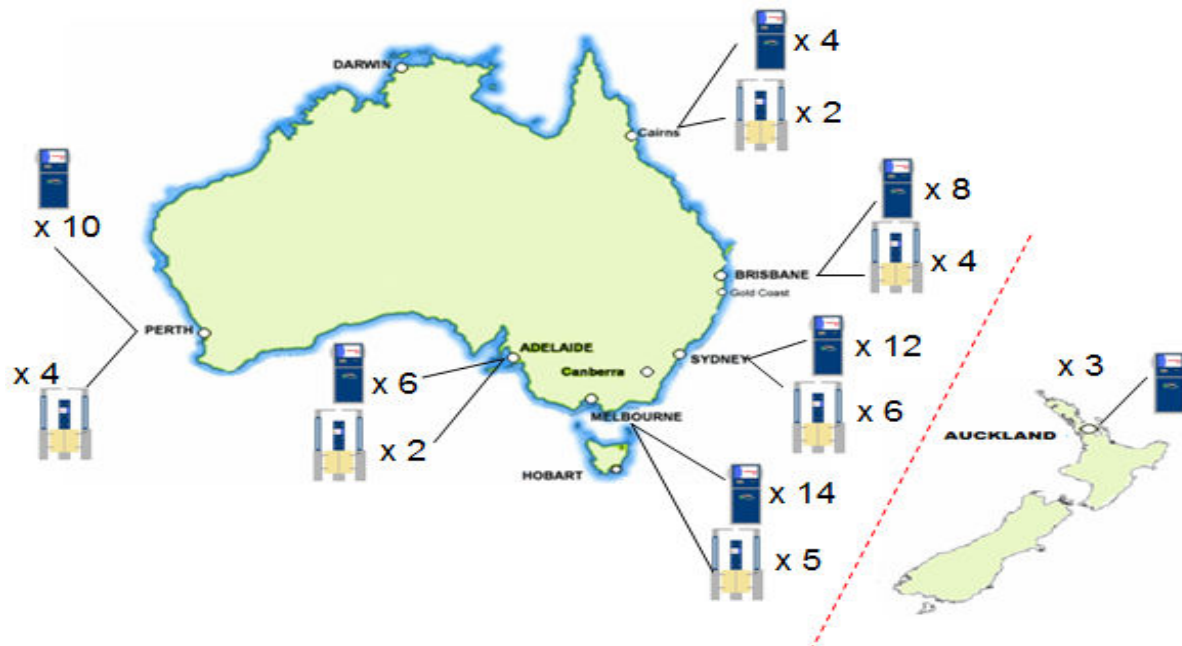 x 4
DARWIN
x 2
Cairns
x 8
x 10
BRISBANE
x 4
Gold Coast
PERTH
ADELAIDE
SYDNEY
x 12
Canberra
x 4
x 6
x 3
x 6
MELBOURNE
AUCKLAND
x 2
HOBART
x 14
x 5